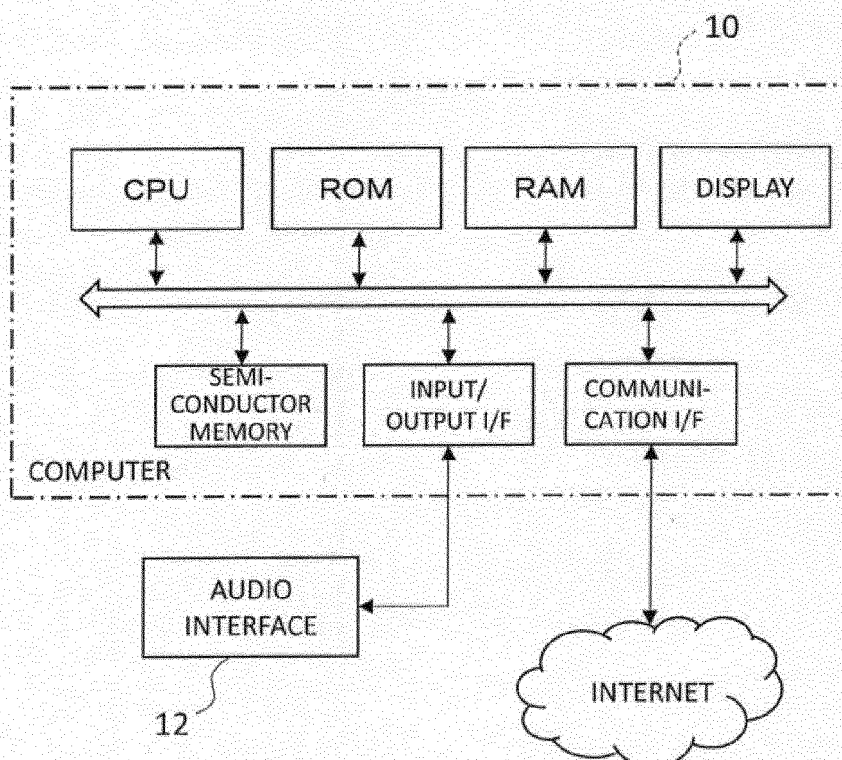 10
CPU
ROM
RAM
DISPLAY
SEMI-
CONDUCTOR
MEMORY
INPUT/
OUTPUT I/F
COMMUNI-
CATION I/F
COMPUTER
AUDIO
INTERFACE
12
INTERNET